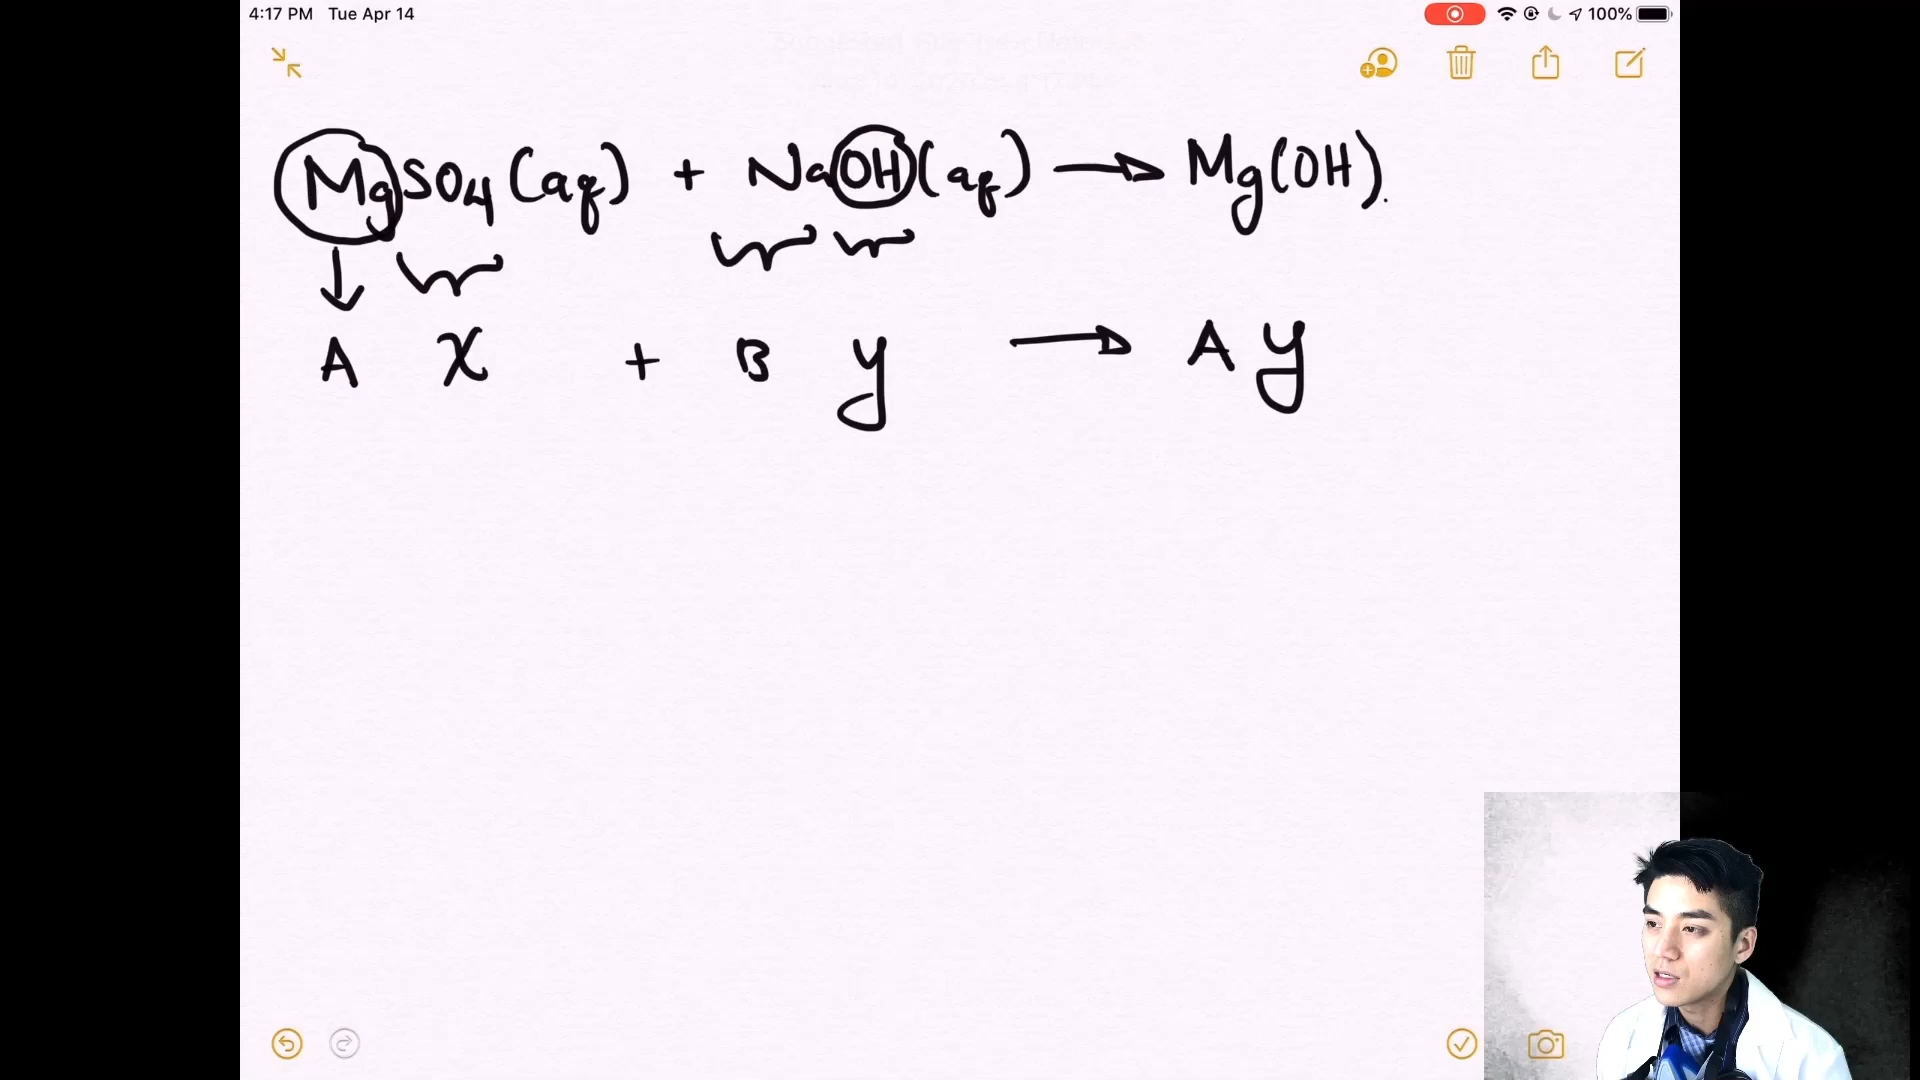 4:17 PM Tue Apr 14 100%
MgSO4(aq) + NaOH(aq) → Mg(OH).
A x + B y → A y